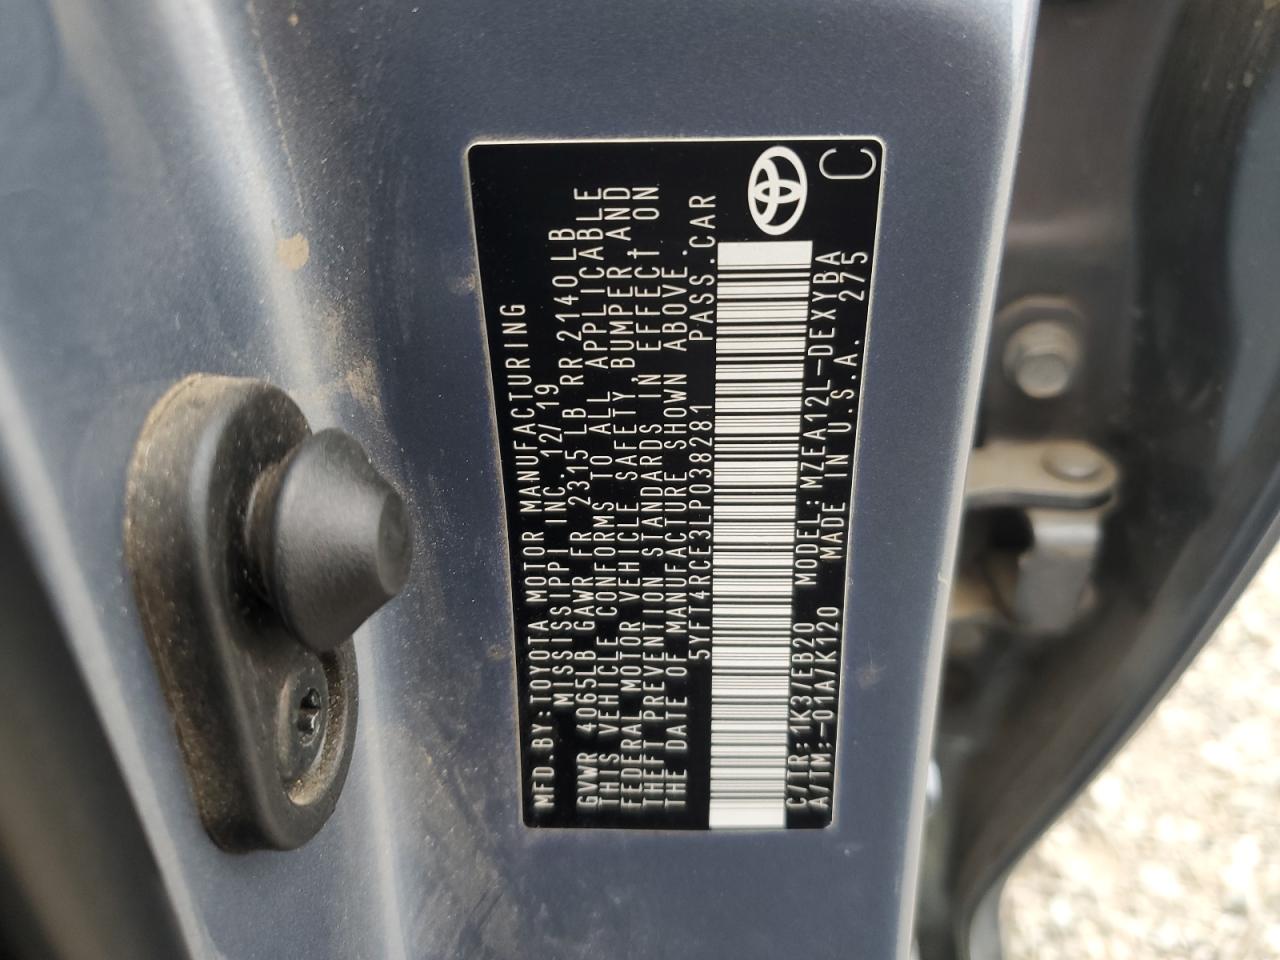 MFD.BY: TOYOTA MOTOR MANUFACTURING
MISSISSIPPI INC. 12/19
GVWR 4065LB GAWR FR 2315 LB RR 2140 LB
THIS VEHICLE CONFORMS TO ALL APPLICABLE
FEDERAL MOTOR VEHICLE SAFETY, BUMPER AND
THEFT PREVENTION STANDARDS IN EFFECT ON
THE DATE OF MANUFACTURE SHOWN ABOVE.
5YFT4RCE3LP038281 PASS.CAR
C/TR: 1K3/EB20 MODEL: MZEA12L-DEXYBA
A/TM: -01A/K120 MADE IN U.S.A. 275
C